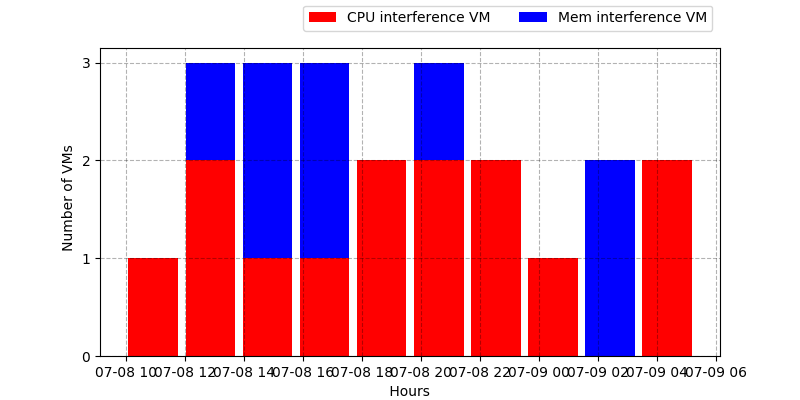 CPU interference VM Mem interference VM
3
2
1
0
Number of VMs
07-08 10 07-08 12 07-08 14 07-08 16 07-08 18 07-08 20 07-08 22 07-09 00 07-09 02 07-09 04 07-09 06
Hours